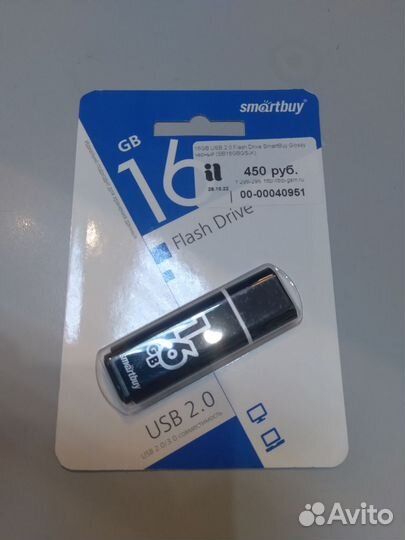 smartbuy
GB
16
16GB USB 2.0 Flash Drive SmartBuy Glossy
черный (SB16GBGS-K)
il
450 руб.
28.10.22
00-00040951
Flash Drive
16
GB
smartbuy
USB 2.0
USB 2.0/3.0 совместимость
Avito